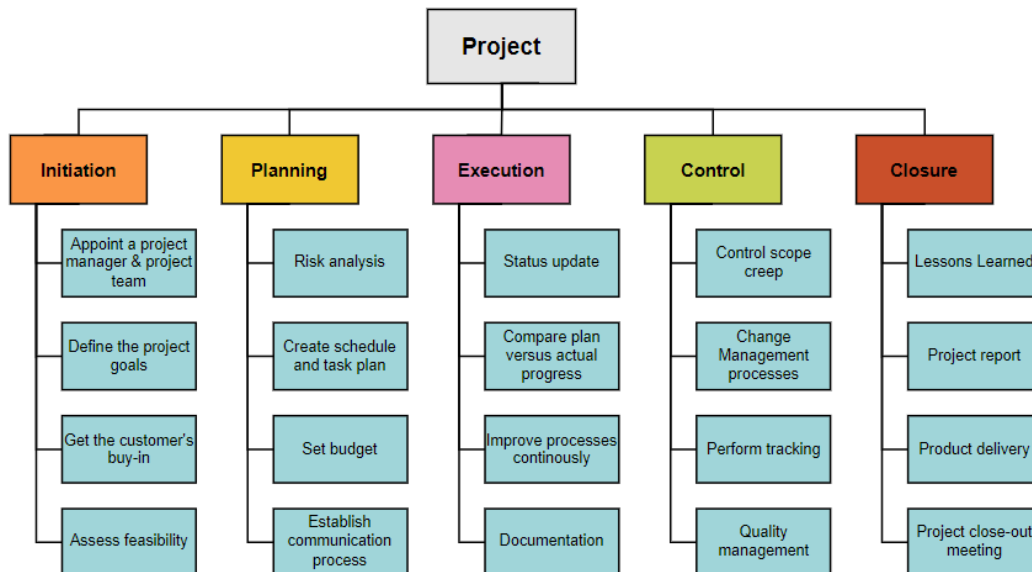 Project
Initiation
Planning
Execution
Control
Closure
Appoint a project
manager & project
team
Risk analysis
Status update
Control scope
creep
Lessons Learned
Define the project
goals
Create schedule
and task plan
Compare plan
versus actual
progress
Change
Management
processes
Project report
Get the customer's
buy-in
Set budget
Improve processes
continously
Perform tracking
Product delivery
Assess feasibility
Establish
communication
process
Documentation
Quality
management
Project close-out
meeting